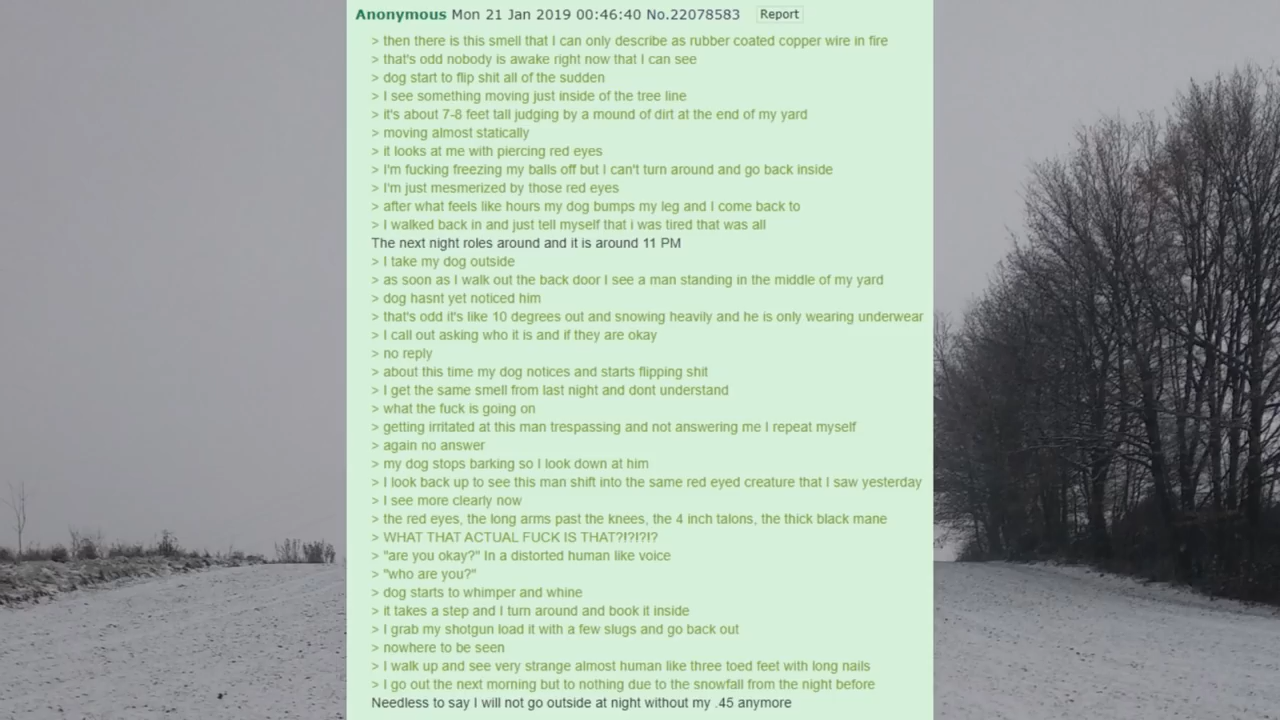 Anonymous Mon 21 Jan 2019 00:46:40 No.22078583 Report
> then there is this smell that I can only describe as rubber coated copper wire in fire
> that's odd nobody is awake right now that I can see
> dog start to flip shit all of the sudden
> I see something moving just inside of the tree line
> it's about 7-8 feet tall judging by a mound of dirt at the end of my yard
> moving almost statically
> it looks at me with piercing red eyes
> I'm fucking freezing my balls off but I can't turn around and go back inside
> I'm just mesmerized by those red eyes
> after what feels like hours my dog bumps my leg and I come back to
> I walked back in and just tell myself that i was tired that was all
The next night roles around and it is around 11 PM
> I take my dog outside
> as soon as I walk out the back door I see a man standing in the middle of my yard
> dog hasnt yet noticed him
> that's odd it's like 10 degrees out and snowing heavily and he is only wearing underwear
> I call out asking who it is and if they are okay
> no reply
> about this time my dog notices and starts flipping shit
> I get the same smell from last night and dont understand
> what the fuck is going on
> getting irritated at this man trespassing and not answering me I repeat myself
> again no answer
> my dog stops barking so I look down at him
> I look back up to see this man shift into the same red eyed creature that I saw yesterday
> I see more clearly now
> the red eyes, the long arms past the knees, the 4 inch talons, the thick black mane
> WHAT THAT ACTUAL FUCK IS THAT?!?!?!?
> "are you okay?" In a distorted human like voice
> "who are you?"
> dog starts to whimper and whine
> it takes a step and I turn around and book it inside
> I grab my shotgun load it with a few slugs and go back out
> nowhere to be seen
> I walk up and see very strange almost human like three toed feet with long nails
> I go out the next morning but to nothing due to the snowfall from the night before
Needless to say I will not go outside at night without my .45 anymore